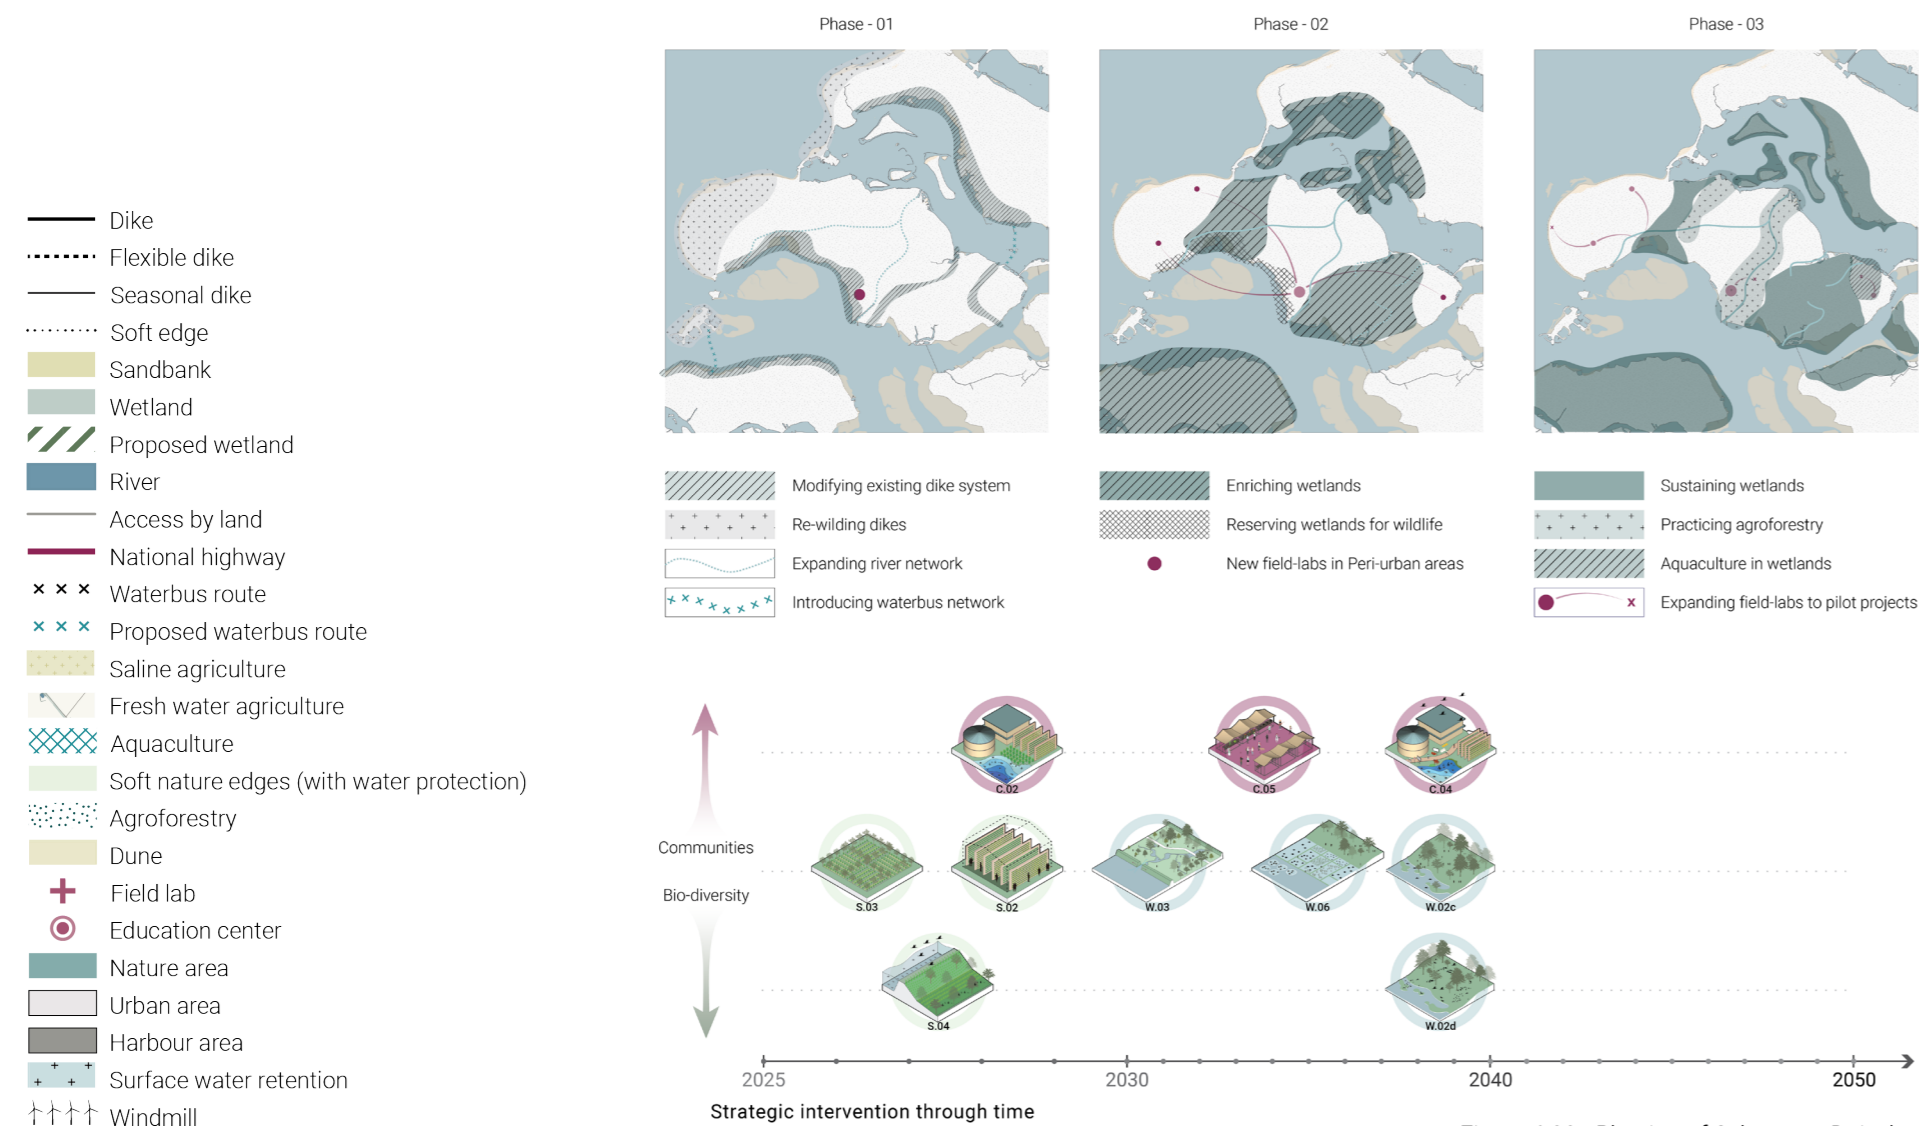 Phase - 01
Phase - 02
Phase - 03
Dike
Flexible dike
Seasonal dike
Soft edge
Sandbank
Wetland
Proposed wetland
River
Access by land
National highway
Waterbus route
Proposed waterbus route
Saline agriculture
Fresh water agriculture
Aquaculture
Soft nature edges (with water protection)
Agroforestry
Dune
Field lab
Education center
Nature area
Urban area
Harbour area
Surface water retention
Windmill
Modifying existing dike system
Re-wilding dikes
Expanding river network
Introducing waterbus network
Enriching wetlands
Reserving wetlands for wildlife
New field-labs in Peri-urban areas
Sustaining wetlands
Practicing agroforestry
Aquaculture in wetlands
Expanding field-labs to pilot projects
C.02
C.05
C.04
Communities
Bio-diversity
S.03
S.02
W.03
W.06
W.02c
S.04
W.02d
2025
2030
2040
2050
Strategic intervention through time